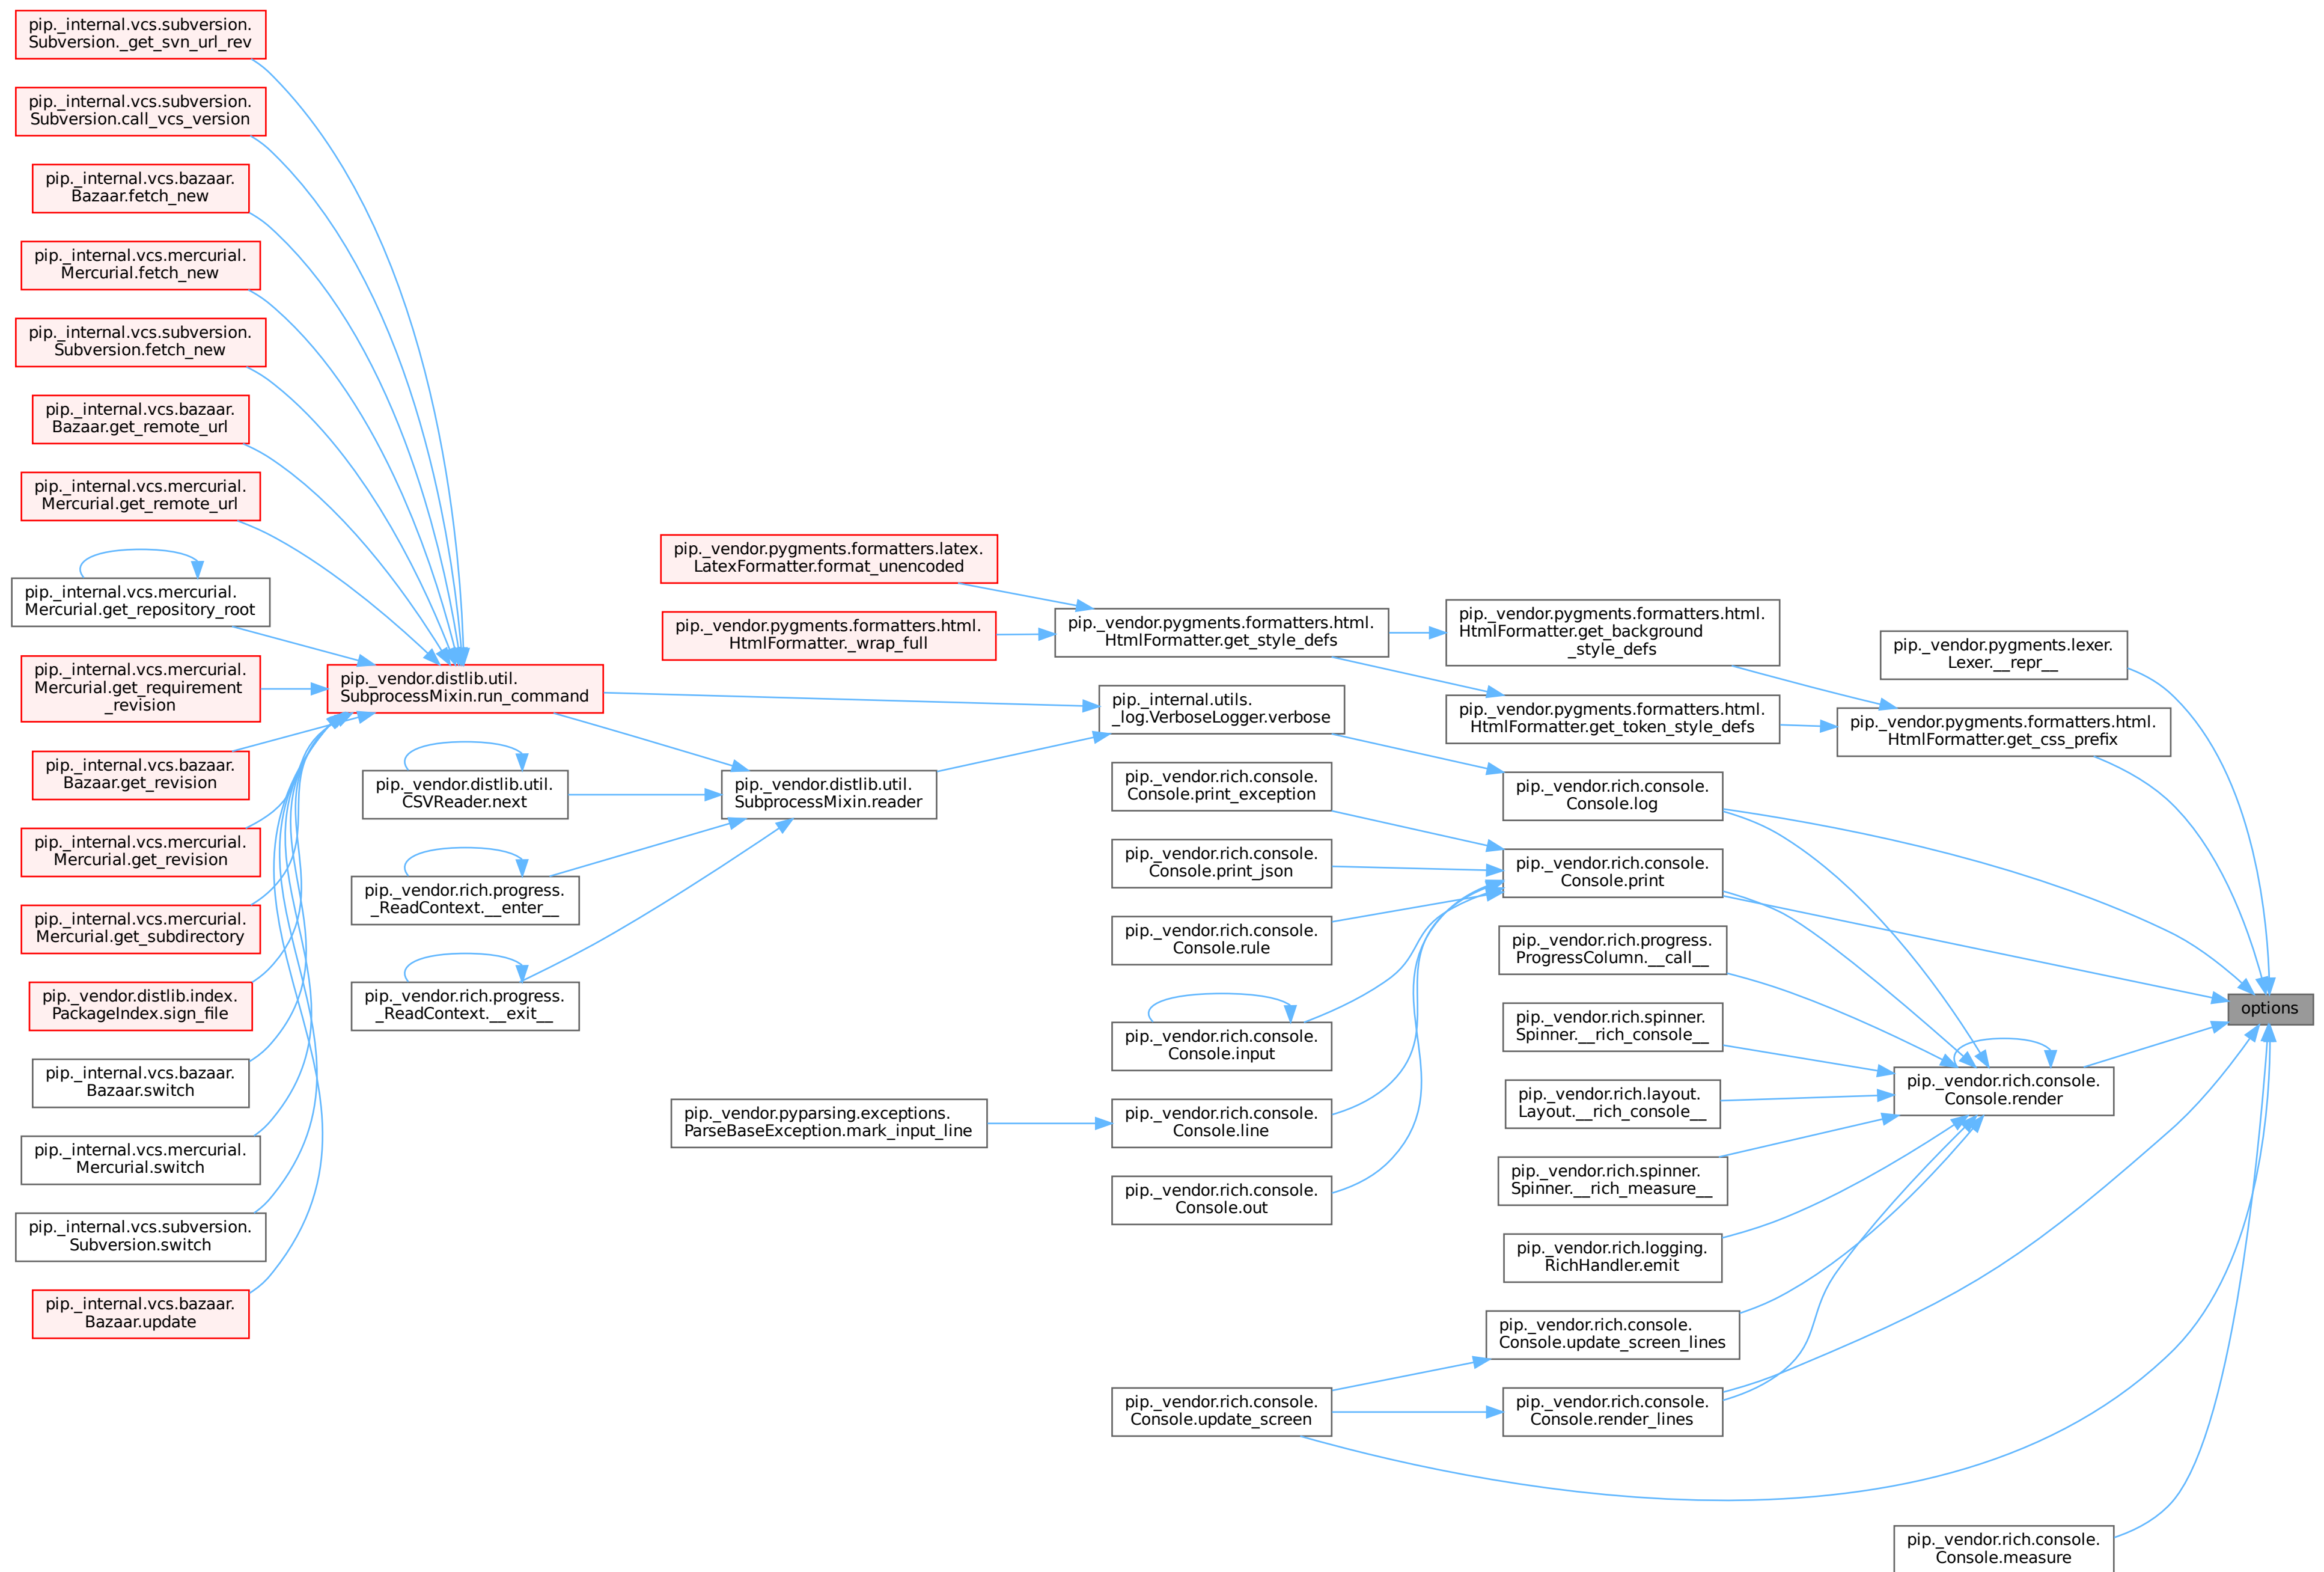 pip._internal.vcs.subversion.
Subversion._get_svn_url_rev
pip._internal.vcs.subversion.
Subversion.call_vcs_version
pip._internal.vcs.bazaar.
Bazaar.fetch_new
pip._internal.vcs.mercurial.
Mercurial.fetch_new
pip._internal.vcs.subversion.
Subversion.fetch_new
pip._internal.vcs.bazaar.
Bazaar.get_remote_url
pip._internal.vcs.mercurial.
Mercurial.get_remote_url
pip._internal.vcs.mercurial.
Mercurial.get_repository_root
pip._internal.vcs.mercurial.
Mercurial.get_requirement
_revision
pip._internal.vcs.bazaar.
Bazaar.get_revision
pip._internal.vcs.mercurial.
Mercurial.get_revision
pip._internal.vcs.mercurial.
Mercurial.get_subdirectory
pip._vendor.distlib.index.
PackageIndex.sign_file
pip._internal.vcs.bazaar.
Bazaar.switch
pip._internal.vcs.mercurial.
Mercurial.switch
pip._internal.vcs.subversion.
Subversion.switch
pip._internal.vcs.bazaar.
Bazaar.update
pip._vendor.distlib.util.
SubprocessMixin.run_command
pip._vendor.distlib.util.
CSVReader.next
pip._vendor.rich.progress.
_ReadContext.__enter__
pip._vendor.rich.progress.
_ReadContext.__exit__
pip._vendor.pygments.formatters.latex.
LatexFormatter.format_unencoded
pip._vendor.pygments.formatters.html.
HtmlFormatter._wrap_full
pip._vendor.distlib.util.
SubprocessMixin.reader
pip._vendor.pyparsing.exceptions.
ParseBaseException.mark_input_line
pip._vendor.pygments.formatters.html.
HtmlFormatter.get_style_defs
pip._internal.utils.
_log.VerboseLogger.verbose
pip._vendor.rich.console.
Console.print_exception
pip._vendor.rich.console.
Console.print_json
pip._vendor.rich.console.
Console.rule
pip._vendor.rich.console.
Console.input
pip._vendor.rich.console.
Console.line
pip._vendor.rich.console.
Console.out
pip._vendor.rich.console.
Console.update_screen
pip._vendor.pygments.formatters.html.
HtmlFormatter.get_background
_style_defs
pip._vendor.pygments.formatters.html.
HtmlFormatter.get_token_style_defs
pip._vendor.rich.console.
Console.log
pip._vendor.rich.console.
Console.print
pip._vendor.rich.progress.
ProgressColumn.__call__
pip._vendor.rich.spinner.
Spinner.__rich_console__
pip._vendor.rich.layout.
Layout.__rich_console__
pip._vendor.rich.spinner.
Spinner.__rich_measure__
pip._vendor.rich.logging.
RichHandler.emit
pip._vendor.rich.console.
Console.update_screen_lines
pip._vendor.rich.console.
Console.render_lines
pip._vendor.pygments.lexer.
Lexer.__repr__
pip._vendor.pygments.formatters.html.
HtmlFormatter.get_css_prefix
pip._vendor.rich.console.
Console.render
pip._vendor.rich.console.
Console.measure
options